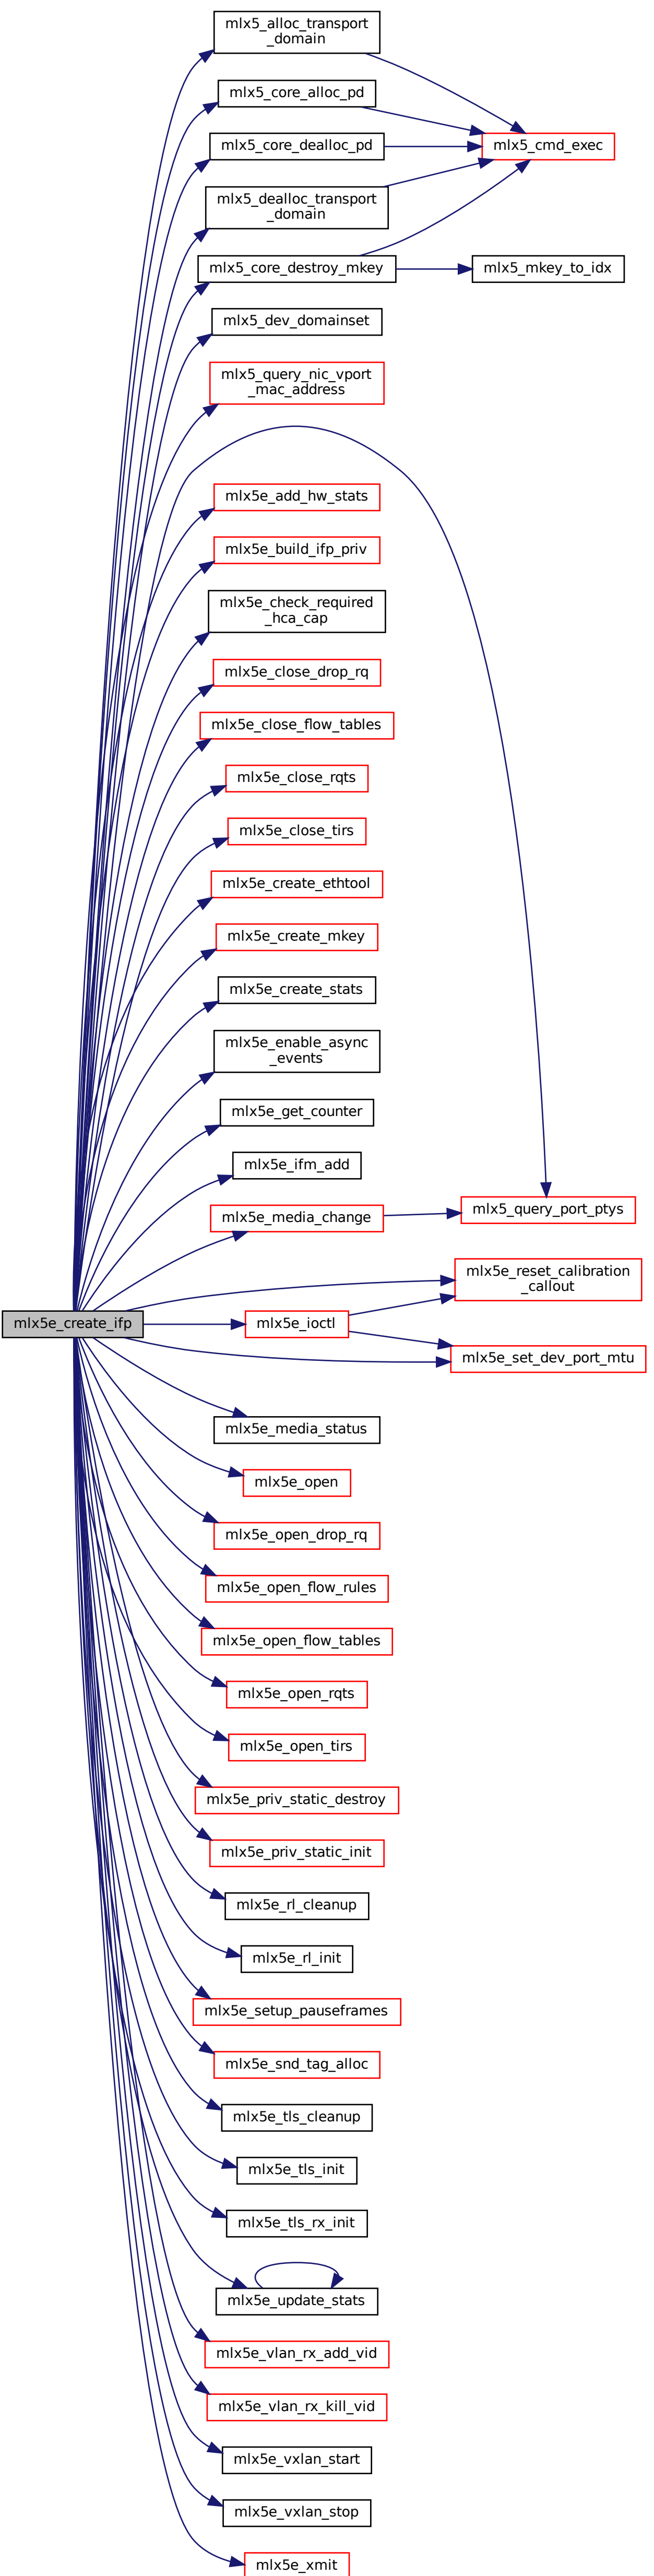 mlx5_alloc_transport
_domain
mlx5_core_alloc_pd
mlx5_core_dealloc_pd
mlx5_cmd_exec
mlx5_dealloc_transport
_domain
mlx5_core_destroy_mkey
mlx5_mkey_to_idx
mlx5_dev_domainset
mlx5_query_nic_vport
_mac_address
mlx5e_add_hw_stats
mlx5e_build_ifp_priv
mlx5e_check_required
_hca_cap
mlx5e_close_drop_rq
mlx5e_close_flow_tables
mlx5e_close_rqts
mlx5e_close_tirs
mlx5e_create_ethtool
mlx5e_create_mkey
mlx5e_create_stats
mlx5e_enable_async
_events
mlx5e_get_counter
mlx5e_ifm_add
mlx5e_media_change
mlx5_query_port_ptys
mlx5e_reset_calibration
_callout
mlx5e_create_ifp
mlx5e_ioctl
mlx5e_set_dev_port_mtu
mlx5e_media_status
mlx5e_open
mlx5e_open_drop_rq
mlx5e_open_flow_rules
mlx5e_open_flow_tables
mlx5e_open_rqts
mlx5e_open_tirs
mlx5e_priv_static_destroy
mlx5e_priv_static_init
mlx5e_rl_cleanup
mlx5e_rl_init
mlx5e_setup_pauseframes
mlx5e_snd_tag_alloc
mlx5e_tls_cleanup
mlx5e_tls_init
mlx5e_tls_rx_init
mlx5e_update_stats
mlx5e_vlan_rx_add_vid
mlx5e_vlan_rx_kill_vid
mlx5e_vxlan_start
mlx5e_vxlan_stop
mlx5e_xmit